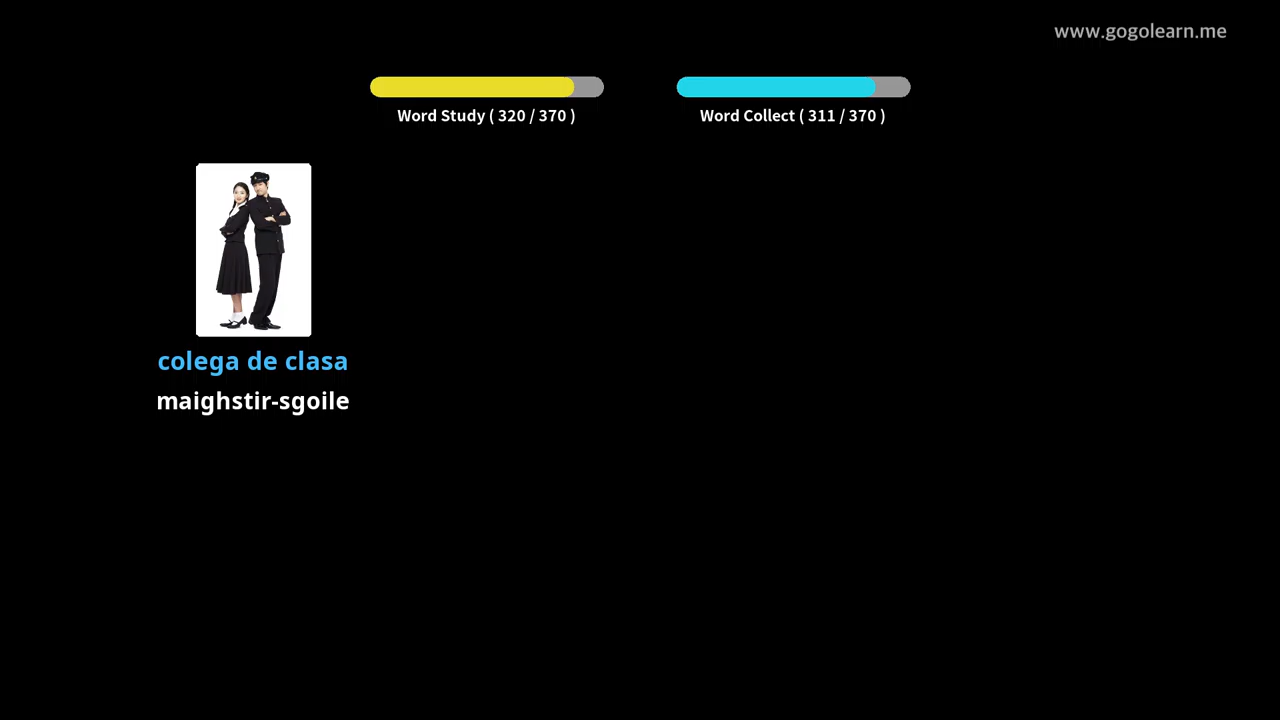 www.gogolearn.me
Word Study ( 320 / 370 )
Word Collect ( 311 / 370 )
colega de clasa
maighstir-sgoile